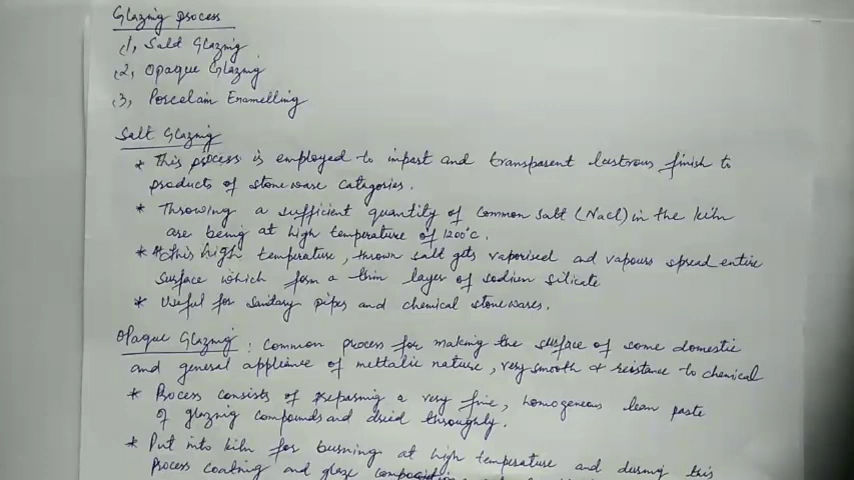 Glazing process
(1, Sald Glazing
(2, Opaque Glazing
(3, Porcelain Enamelling
Salt Glazing
* This process is employed to impart and transparent lustrous finish to
products of stoneware categories.
* Throwing a sufficient quantity of common salt (NaCl) in the kiln
are being at high temperature of 1200°C.
* At this high temperature, thrown salt gets vaporised and vapours spread entire
surface which form a thin layer of sodium silicate
* Useful for sanitary pipes and chemical stonewares.
Opaque Glazing : Common process for making the surface of some domestic
and general appliance of mettalic nature, very smooth & resistance to chemical
* Process consists of preparing a very fine, homogeneous lean paste
of glazing compounds and dried throughly.
* Put into kiln for burning at high temperature and during this
process coating and glaze